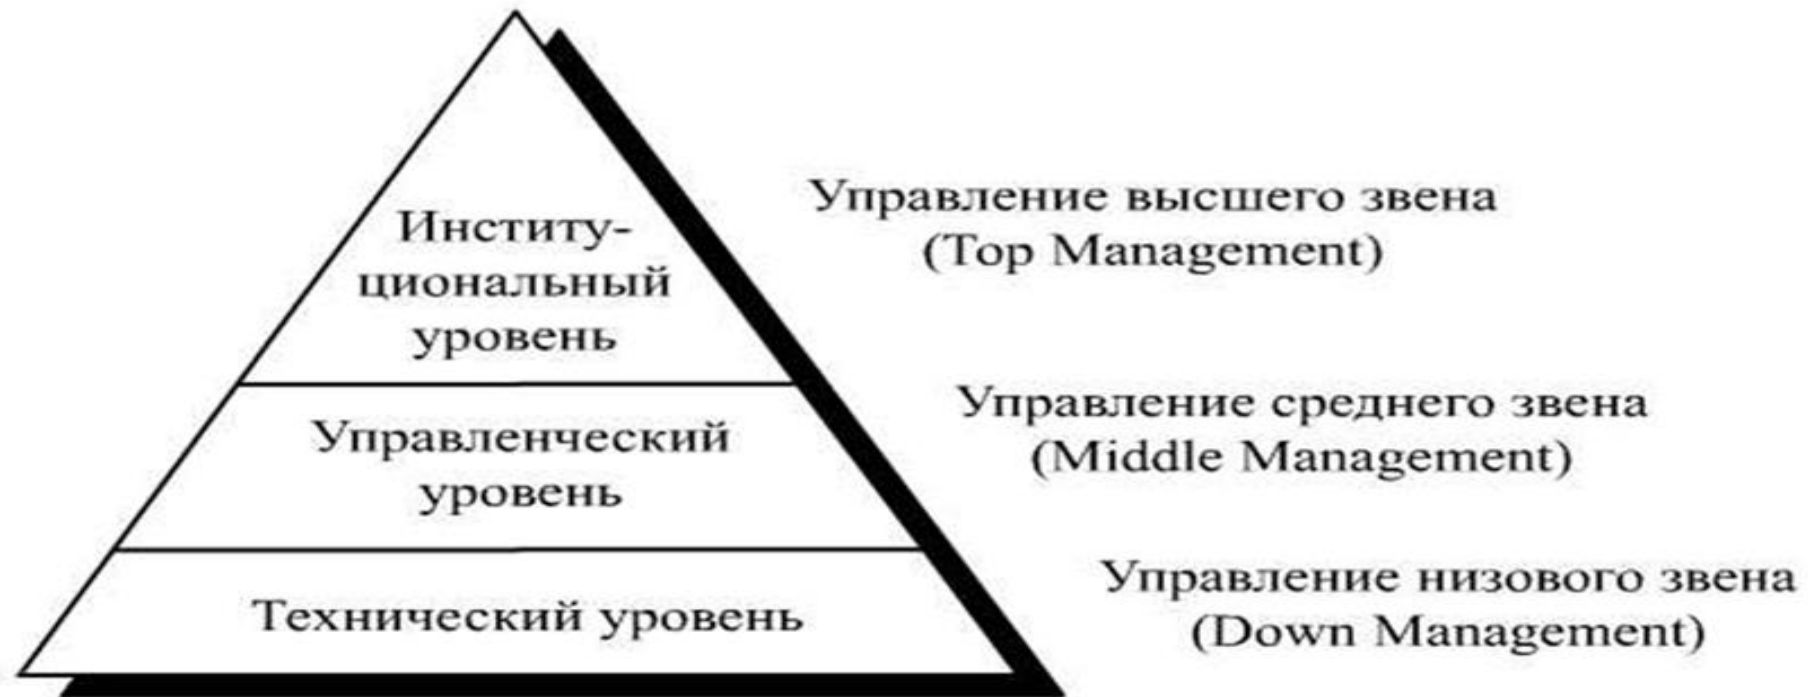 Институ-
циональный
уровень
Управление высшего звена
(Top Management)
Управленческий
уровень
Управление среднего звена
(Middle Management)
Технический уровень
Управление низового звена
(Down Management)